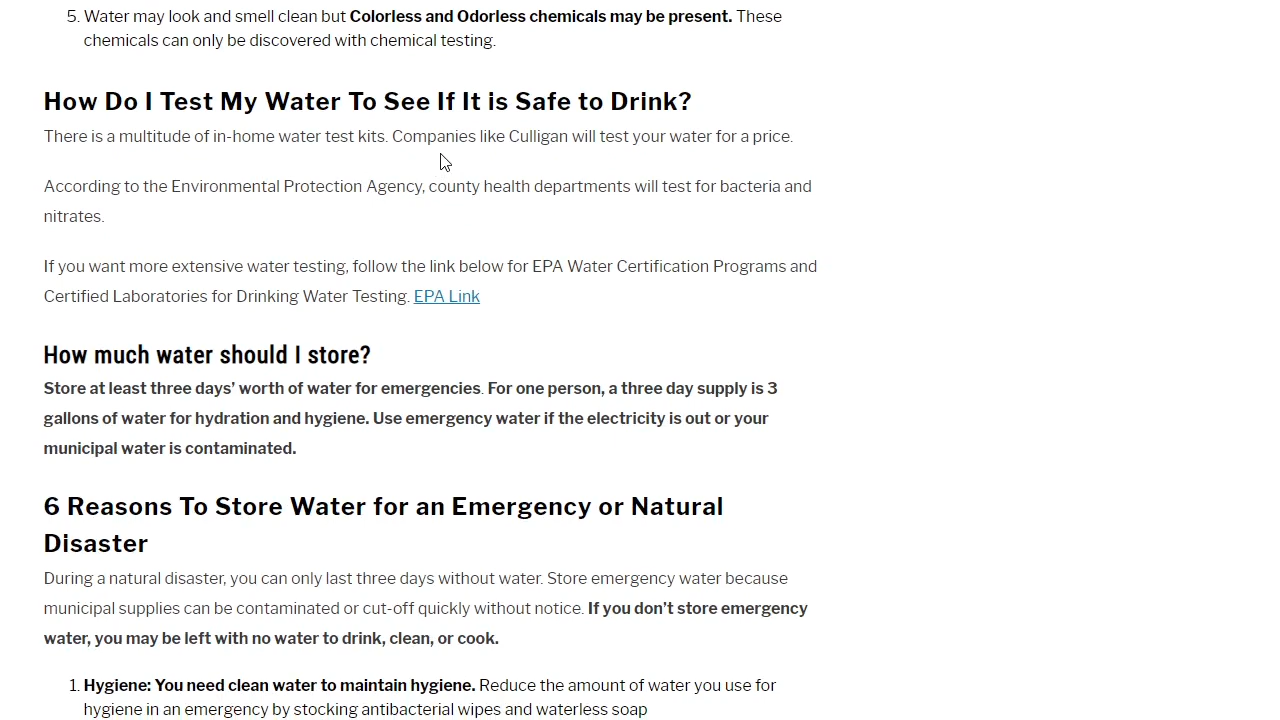 5. Water may look and smell clean but Colorless and Odorless chemicals may be present. These
chemicals can only be discovered with chemical testing.
How Do I Test My Water To See If It is Safe to Drink?
There is a multitude of in-home water test kits. Companies like Culligan will test your water for a price.
According to the Environmental Protection Agency, county health departments will test for bacteria and
nitrates.
If you want more extensive water testing, follow the link below for EPA Water Certification Programs and
Certified Laboratories for Drinking Water Testing. EPA Link
How much water should I store?
Store at least three days’ worth of water for emergencies. For one person, a three day supply is 3
gallons of water for hydration and hygiene. Use emergency water if the electricity is out or your
municipal water is contaminated.
6 Reasons To Store Water for an Emergency or Natural
Disaster
During a natural disaster, you can only last three days without water. Store emergency water because
municipal supplies can be contaminated or cut-off quickly without notice. If you don’t store emergency
water, you may be left with no water to drink, clean, or cook.
1. Hygiene: You need clean water to maintain hygiene. Reduce the amount of water you use for
hygiene in an emergency by stocking antibacterial wipes and waterless soap